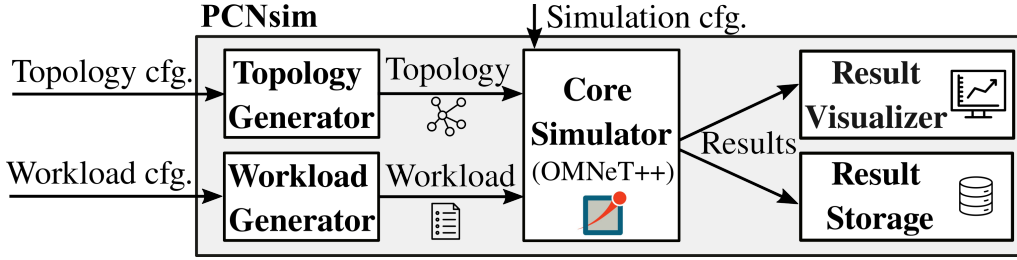 PCNsim
Simulation cfg.
Topology cfg.
Topology
Generator
Topology
Core
Simulator
(OMNeT++)
Result
Visualizer
Results
Workload cfg.
Workload
Generator
Workload
Result
Storage